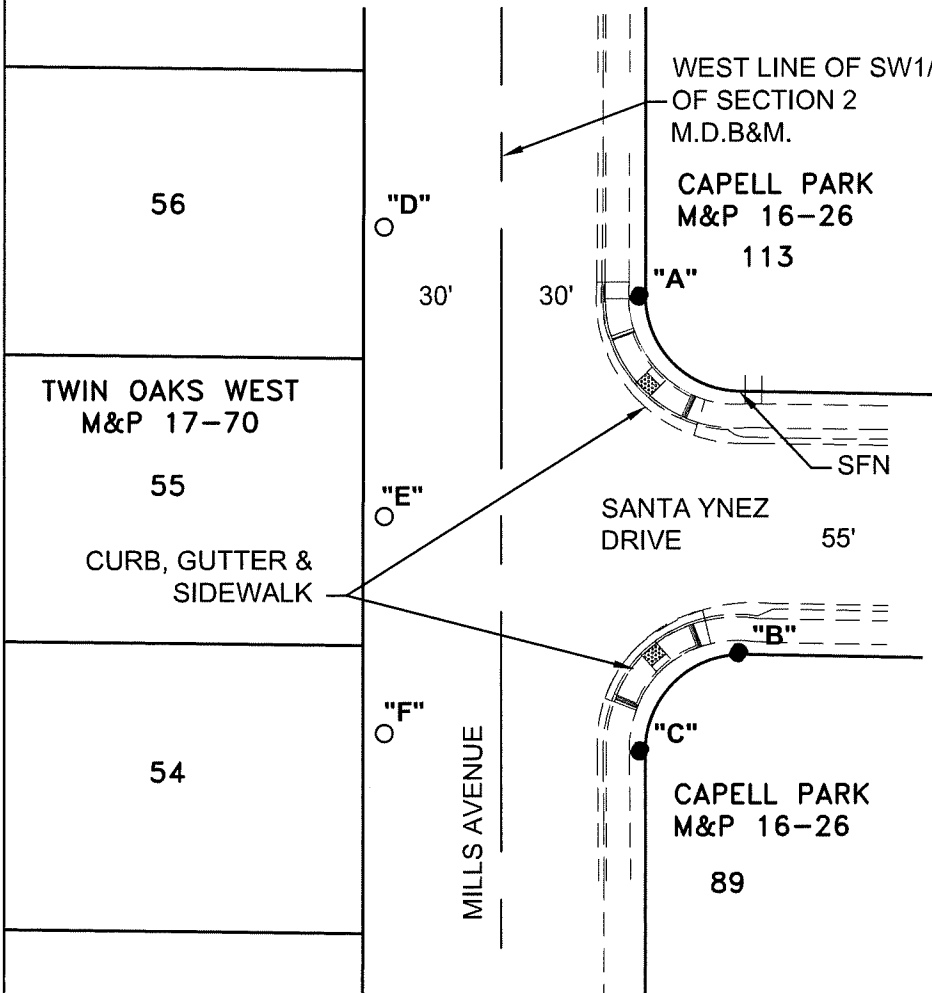 WEST LINE OF SW1/
OF SECTION 2
M.D.B&M.
CAPELL PARK
M&P 16-26
113
56
"D"
"A"
30'
30'
TWIN OAKS WEST
M&P 17-70
55
"E"
SFN
SANTA YNEZ
DRIVE
55'
CURB, GUTTER &
SIDEWALK
"B"
"F"
"C"
54
MILLS AVENUE
CAPELL PARK
M&P 16-26
89